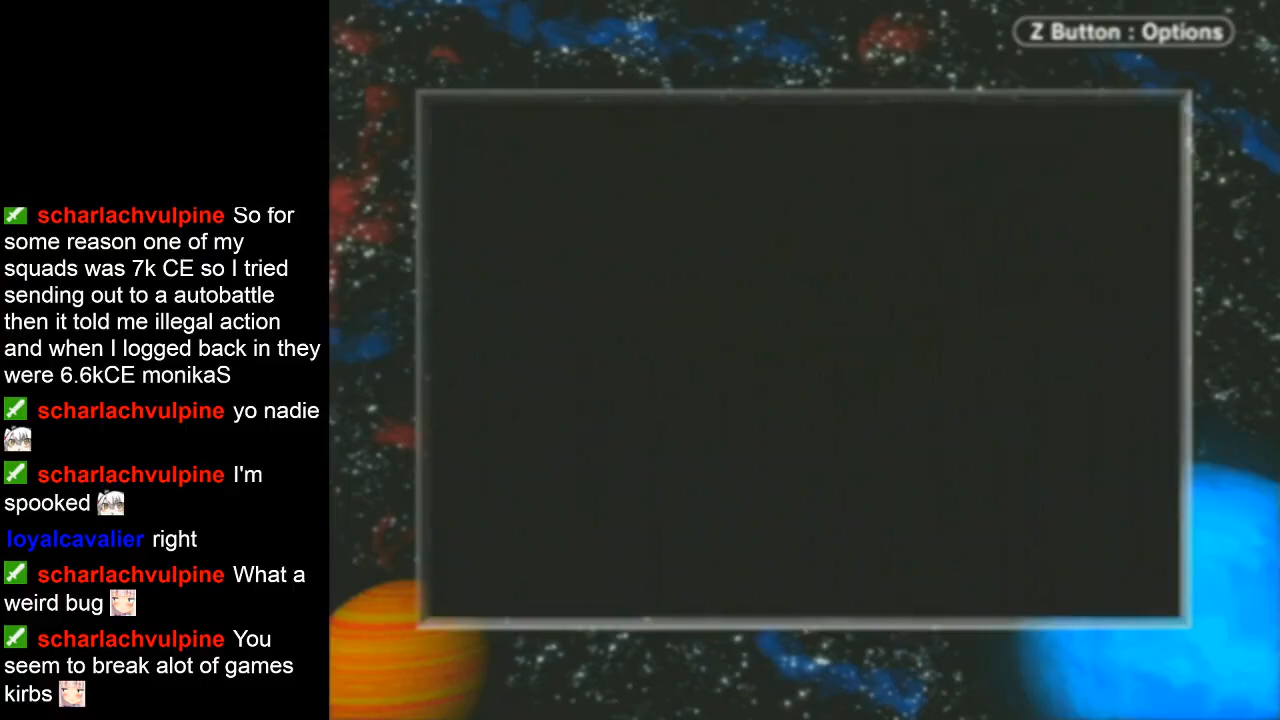 Z Button : Options
scharlachvulpine So for
some reason one of my
squads was 7k CE so I tried
sending out to a autobattle
then it told me illegal action
and when I logged back in they
were 6.6kCE monikaS
scharlachvulpine yo nadie
scharlachvulpine I'm
spooked
loyalcavalier right
scharlachvulpine What a
weird bug
scharlachvulpine You
seem to break alot of games
kirbs